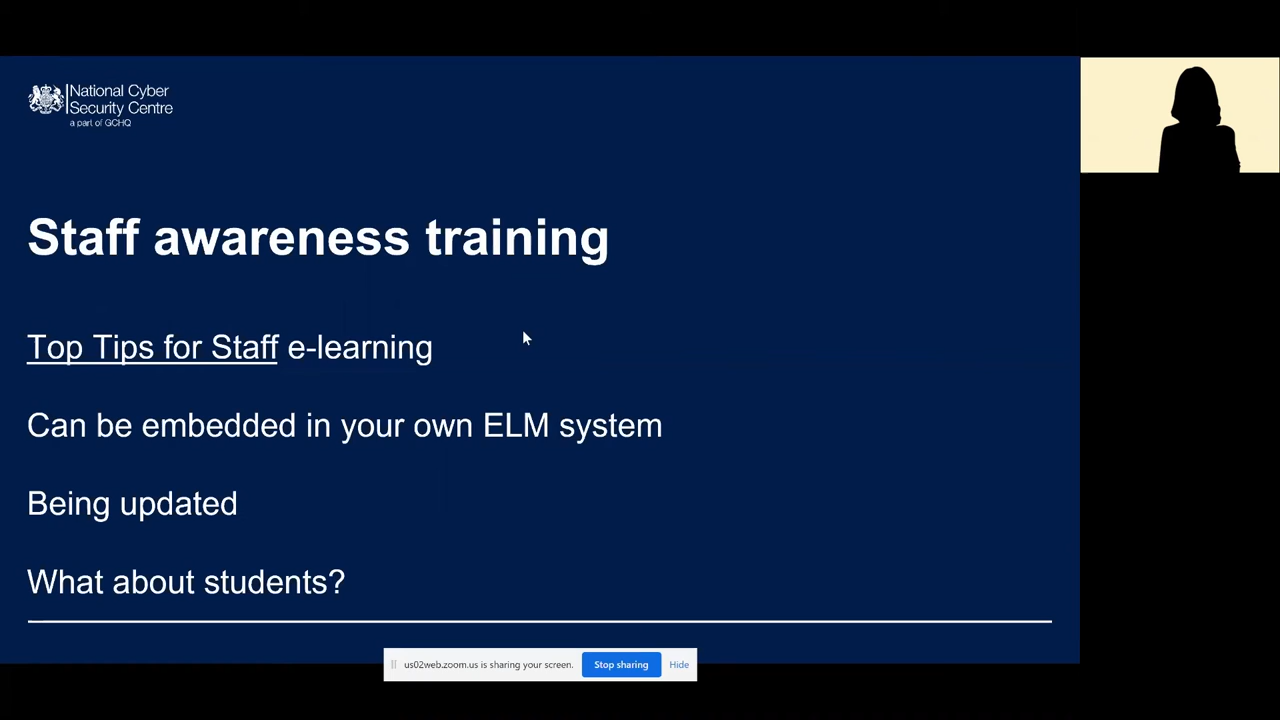 National Cyber
Security Centre
a part of GCHQ
Staff awareness training
Top Tips for Staff e-learning
Can be embedded in your own ELM system
Being updated
What about students?
us02web.zoom.us is sharing your screen.
Stop sharing
Hide